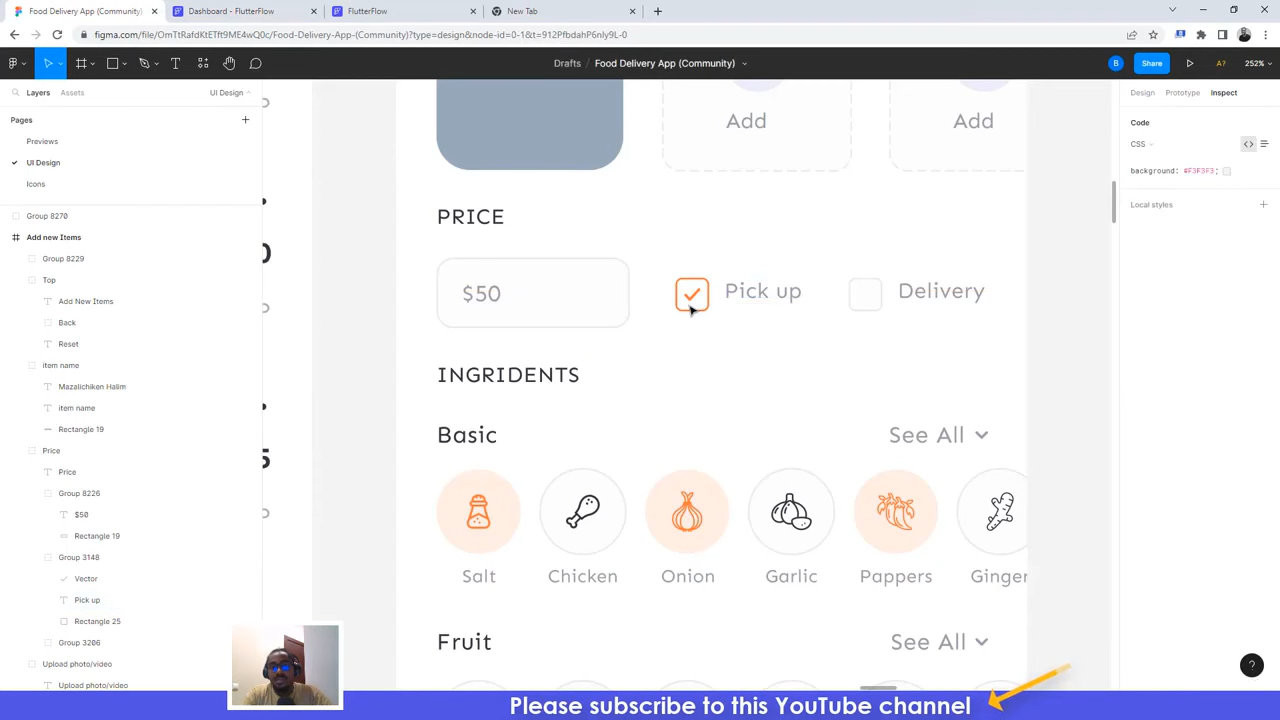 Food Delivery App (Community)
Dashboard - FlutterFlow
FlutterFlow
New Tab
figma.com/file/OmTtRafdKtETft9ME4wQ0c/Food-Delivery-App-(Community)?type=design&node-id=0-1&t=912PfbdahP6nly9L-0
Drafts / Food Delivery App (Community)
B
Share
A?
252%
Layers
Assets
UI Design
Design
Prototype
Inspect
Pages
Previews
UI Design
Icons
Code
CSS
background: #F3F3F3;
Local styles
Group 8270
Add new Items
Group 8229
Top
Add New Items
Back
Reset
item name
Mazalichiken Halim
item name
Rectangle 19
Price
Price
Group 8226
$50
Rectangle 19
Group 3148
Vector
Pick up
Rectangle 25
Group 3206
Upload photo/video
Upload photo/video
Add
Add
PRICE
$50
Pick up
Delivery
INGRIDENTS
Basic
See All
Salt
Chicken
Onion
Garlic
Pappers
Ginger
Fruit
See All
?
Please subscribe to this YouTube channel